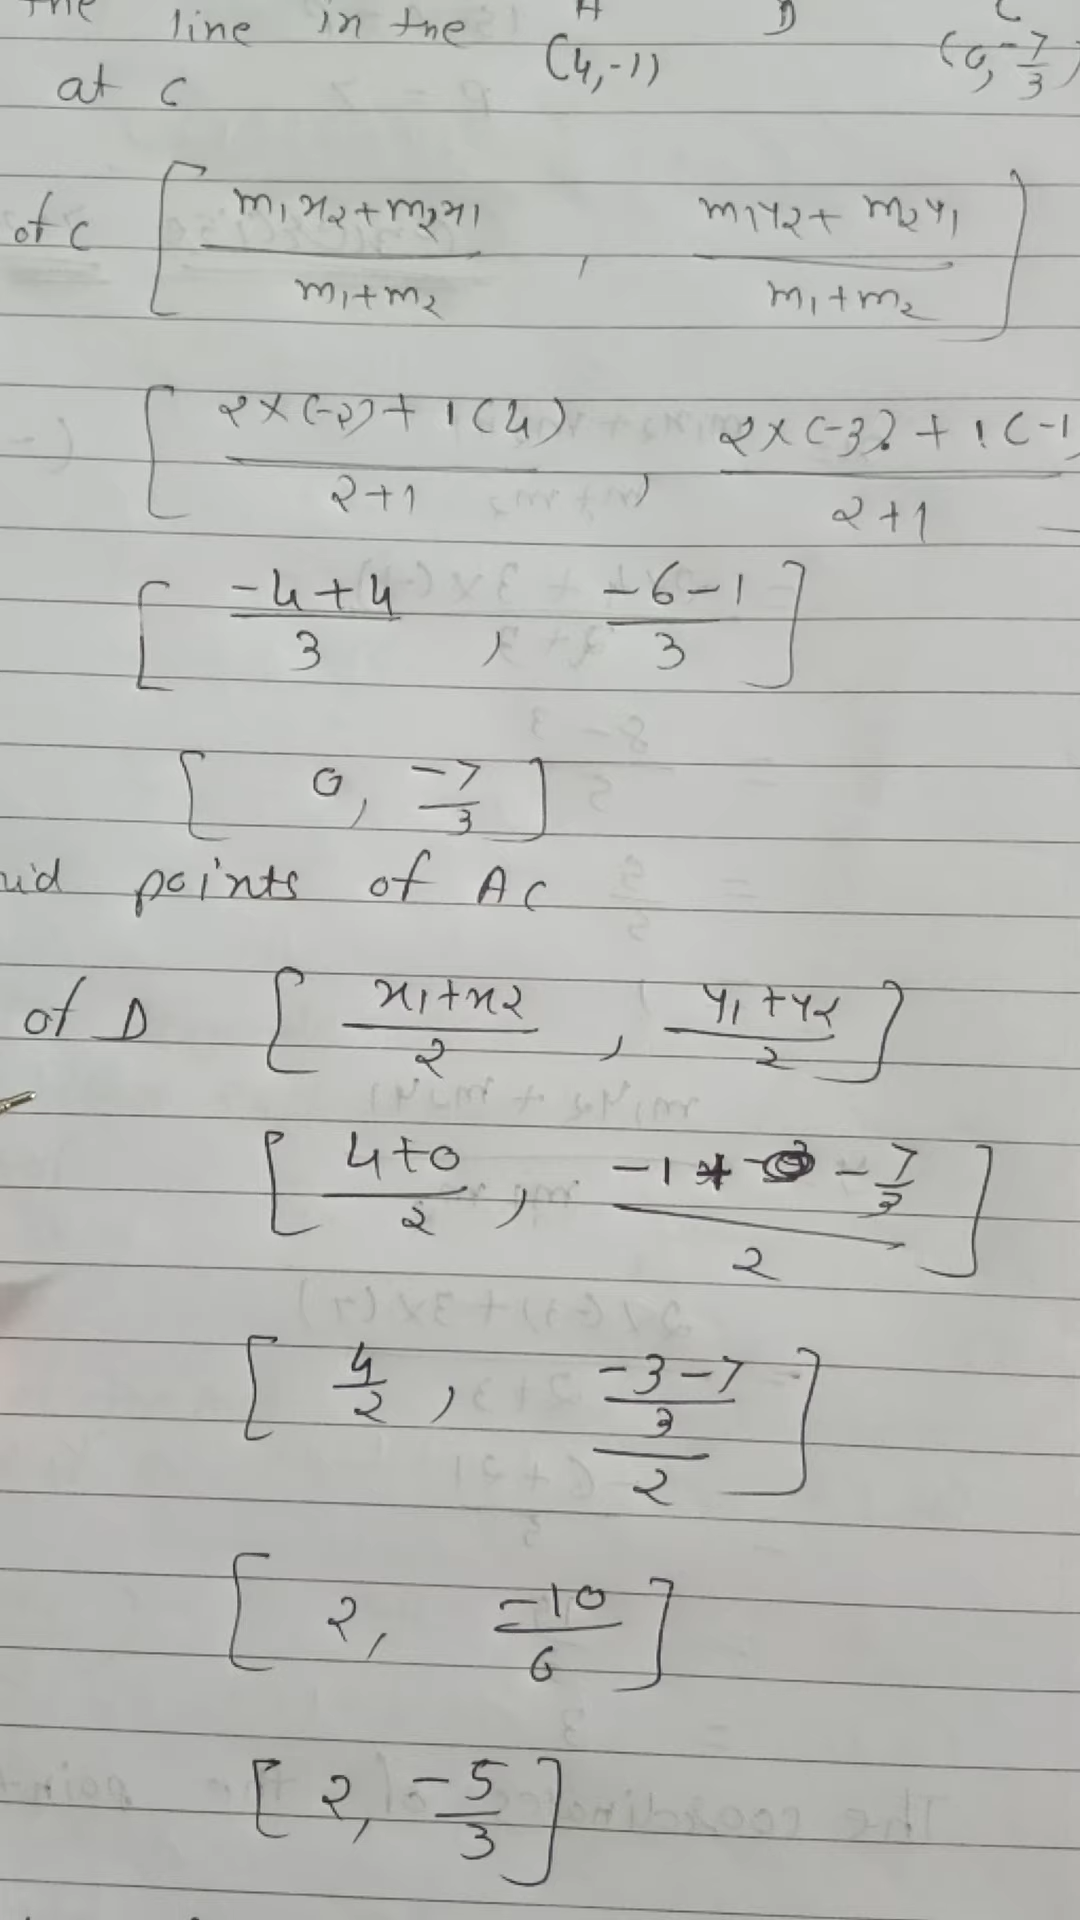 the line in the A D C
(4,-1) (0, -7/3)
at C
of C [ m₁x₂+m₂x₁ / m₁+m₂ , m₁y₂+ m₂y₁ / m₁+m₂ ]
[ 2×(-2)+ 1(4) / 2+1 , 2×(-3) + 1(-1 / 2+1
[ -4+4 / 3 , -6-1 / 3 ]
[ 0, -7/3 ]
points of AC
of D [ x₁+x₂ / 2 , y₁+y₂ / 2 ]
[ 4+0 / 2 , -1 - 7/3 / 2 ]
[ 4/2 , -3-7 / 3 / 2 ]
[ 2, -10/6 ]
[ 2, -5/3 ]